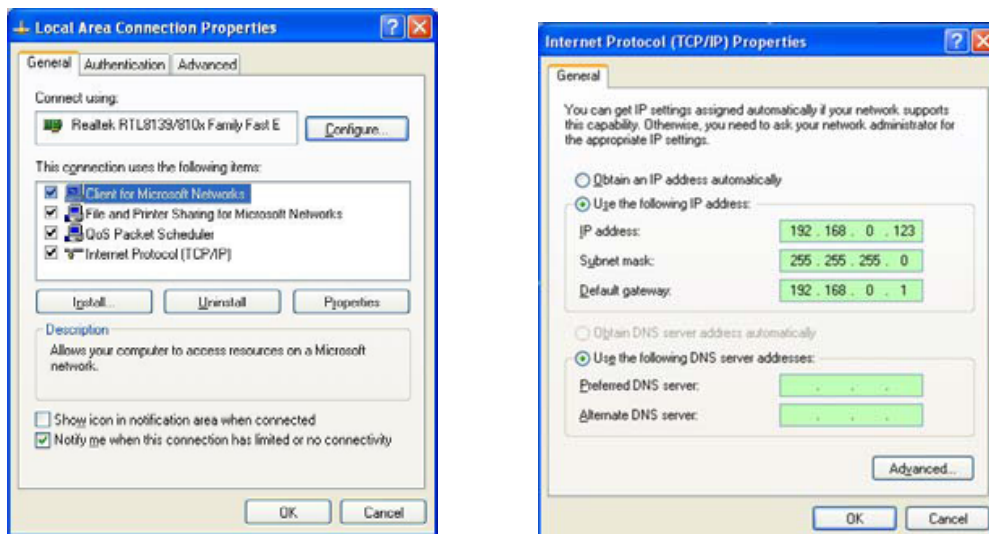 Local Area Connection Properties
General Authentication Advanced
Connect using:
Realtek RTL8139/810x Family Fast E
Configure...
This connection uses the following items:
Client for Microsoft Networks
File and Printer Sharing for Microsoft Networks
QoS Packet Scheduler
Internet Protocol (TCP/IP)
Install... Uninstall Properties
Description
Allows your computer to access resources on a Microsoft
network.
Show icon in notification area when connected
Notify me when this connection has limited or no connectivity
OK Cancel
Internet Protocol (TCP/IP) Properties
General
You can get IP settings assigned automatically if your network supports
this capability. Otherwise, you need to ask your network administrator for
the appropriate IP settings.
Obtain an IP address automatically
Use the following IP address:
IP address: 192 . 168 . 0 . 123
Subnet mask: 255 . 255 . 255 . 0
Default gateway: 192 . 168 . 0 . 1
Obtain DNS server address automatically
Use the following DNS server addresses:
Preferred DNS server: . . .
Alternate DNS server: . . .
Advanced...
OK Cancel